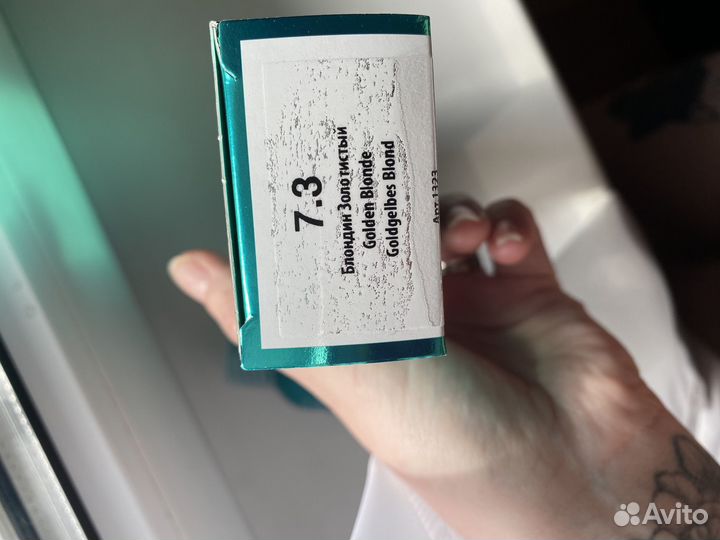 7.3
Блондин Золотистый
Golden Blonde
Goldgelbes Blond
Арт.1323
Avito